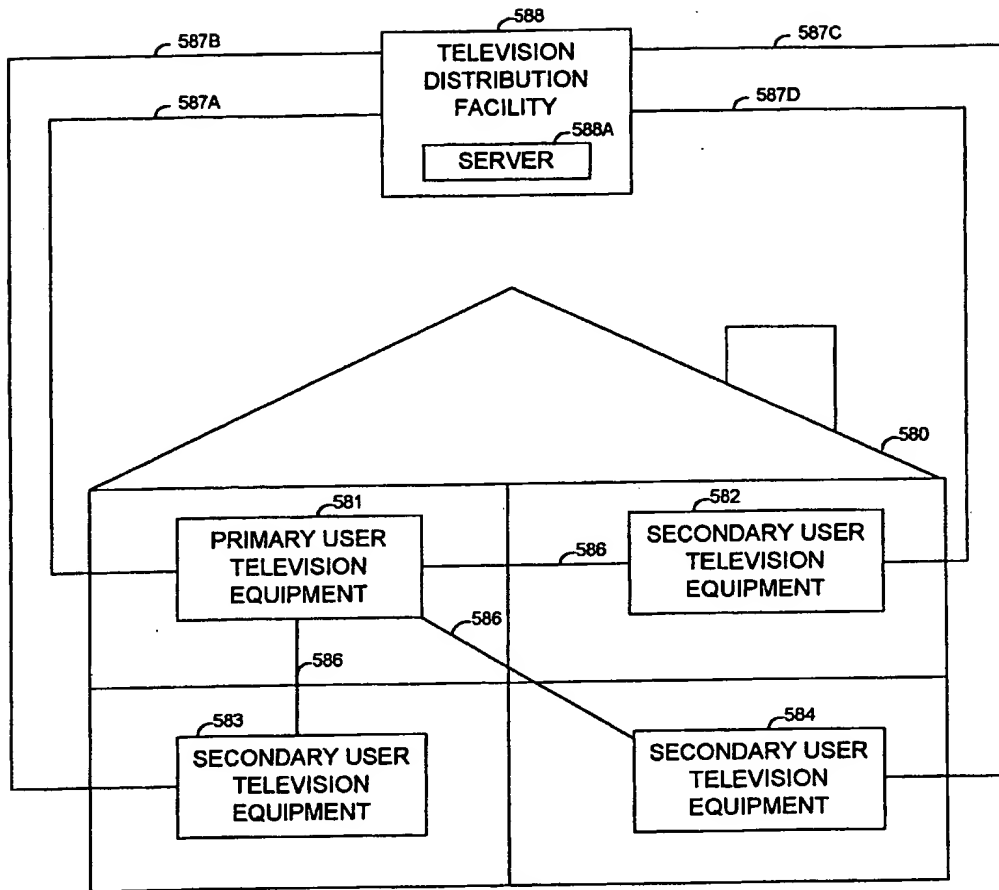 588
587B
TELEVISION
DISTRIBUTION
FACILITY
587C
587A
587D
588A
SERVER
580
581
PRIMARY USER
TELEVISION
EQUIPMENT
582
SECONDARY USER
TELEVISION
EQUIPMENT
586
586
586
583
SECONDARY USER
TELEVISION
EQUIPMENT
584
SECONDARY USER
TELEVISION
EQUIPMENT